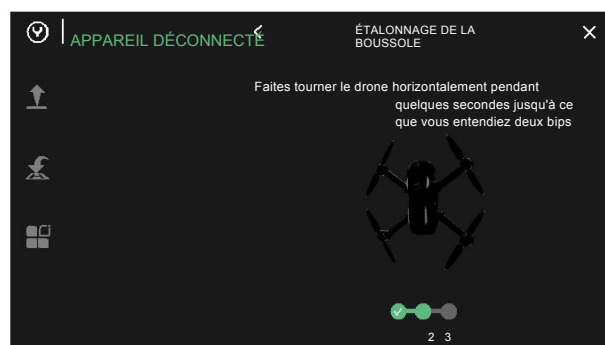 APPAREIL DÉCONNECTÉ
ÉTALONNAGE DE LA
BOUSSOLE
Faites tourner le drone horizontalement pendant
quelques secondes jusqu'à ce
que vous entendiez deux bips
2 3